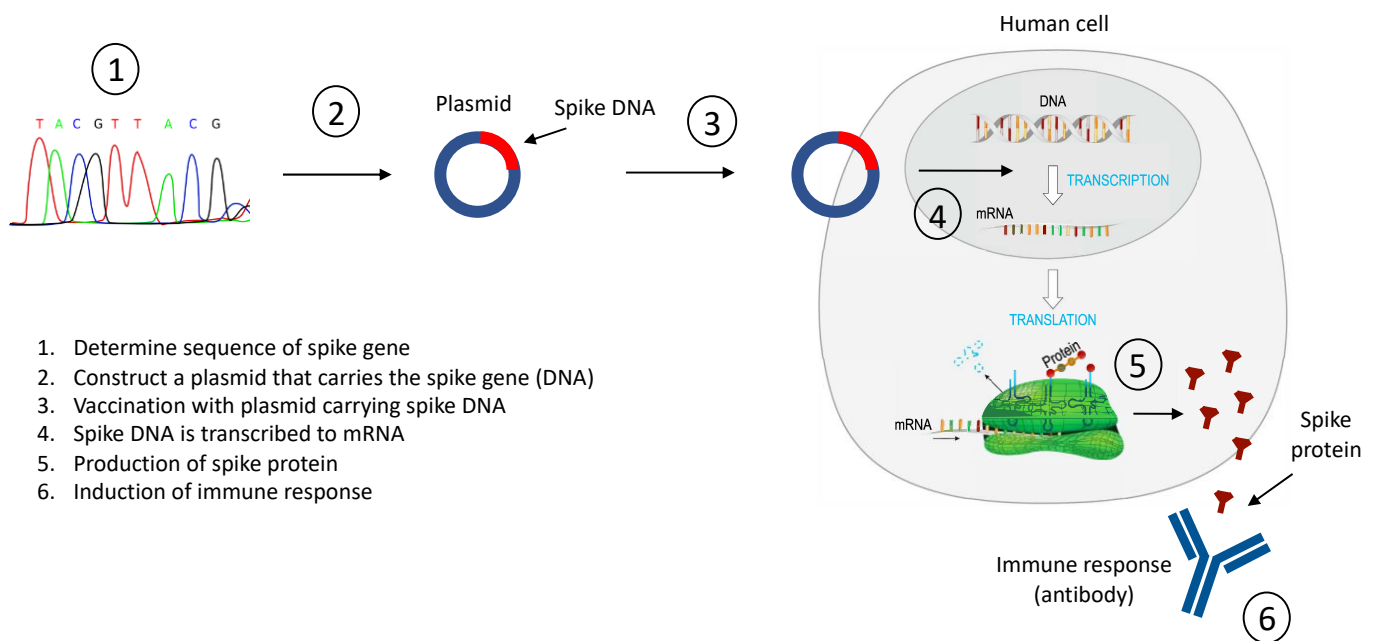 Human cell
1
T A C G T T A C G
2
Plasmid
Spike DNA
3
DNA
TRANSCRIPTION
4
mRNA
TRANSLATION
Protein
5
mRNA
1. Determine sequence of spike gene
2. Construct a plasmid that carries the spike gene (DNA)
3. Vaccination with plasmid carrying spike DNA
4. Spike DNA is transcribed to mRNA
5. Production of spike protein
6. Induction of immune response
Spike
protein
Immune response
(antibody)
6